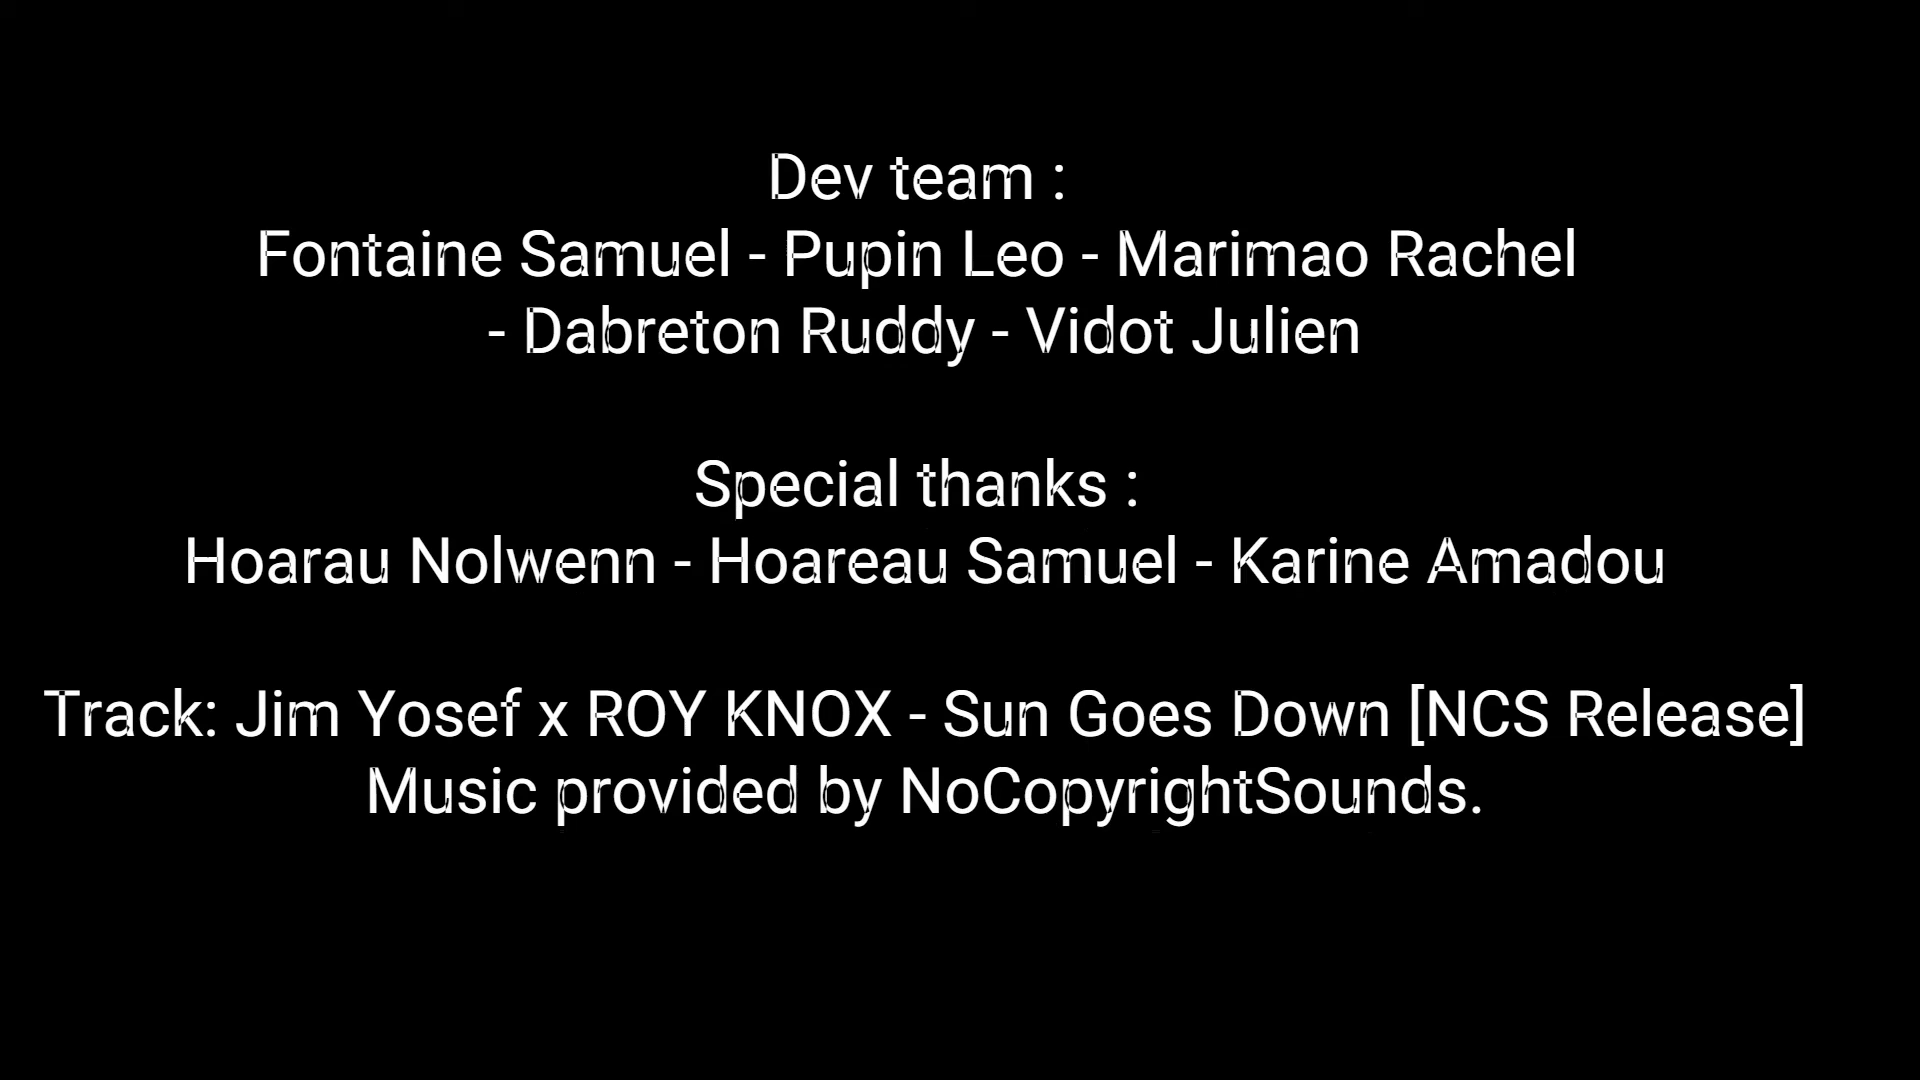 Dev team :
Fontaine Samuel - Pupin Leo - Marimao Rachel
- Dabreton Ruddy - Vidot Julien
Special thanks :
Hoarau Nolwenn - Hoareau Samuel - Karine Amadou
Track: Jim Yosef x ROY KNOX - Sun Goes Down [NCS Release]
Music provided by NoCopyrightSounds.